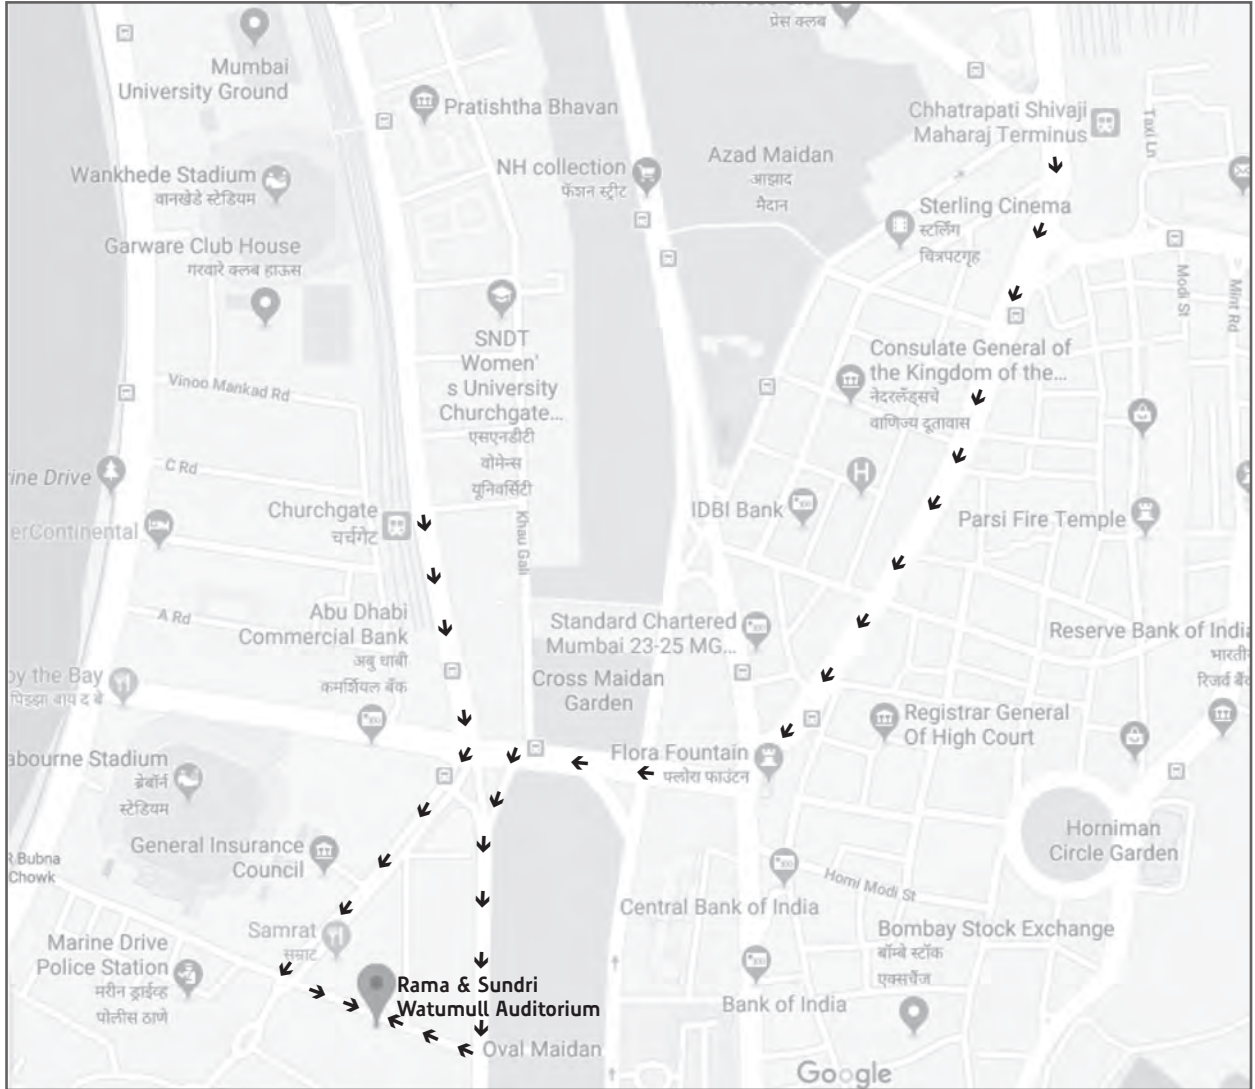 प्रेस क्लब
Mumbai
University Ground
Pratishtha Bhavan
Chhatrapati Shivaji
Maharaj Terminus
Taxi Ln
Wankhede Stadium
वानखेडे स्टेडियम
NH collection
फॅशन स्ट्रीट
Azad Maidan
आझाद
मैदान
Sterling Cinema
स्टर्लिंग
चित्रपटगृह
Garware Club House
गरवारे क्लब हाऊस
Modi St
Mint Rd
SNDT
Women'
s University
Churchgate...
एसएनडीटी
वोमेन्स
यूनिवर्सिटी
Consulate General of
the Kingdom of the...
नेदरलँड्सचे
वाणिज्य दूतावास
Vinoo Mankad Rd
C Rd
rine Drive
Churchgate
चर्चगेट
Khau Gali
IDBI Bank
H
Parsi Fire Temple
erContinental
A Rd
Abu Dhabi
Commercial Bank
अबु धाबी
कमर्शियल बँक
Standard Chartered
Mumbai 23-25 MG...
Reserve Bank of India
भारतीय
रिजर्व बैंक
Cross Maidan
Garden
by the Bay
पिझ्झा बाय द बे
Registrar General
Of High Court
Flora Fountain
फ्लोरा फाउंटन
abourne Stadium
ब्रेबॉर्न
स्टेडियम
General Insurance
Council
R Bubna
Chowk
Horniman
Circle Garden
Homi Modi St
Central Bank of India
Bombay Stock Exchange
बॉम्बे स्टॉक
एक्सचेंज
Samrat
सम्राट
Marine Drive
Police Station
मरीन ड्राईव्ह
पोलीस ठाणे
Rama & Sundri
Watumull Auditorium
Bank of India
Oval Maidan
Google